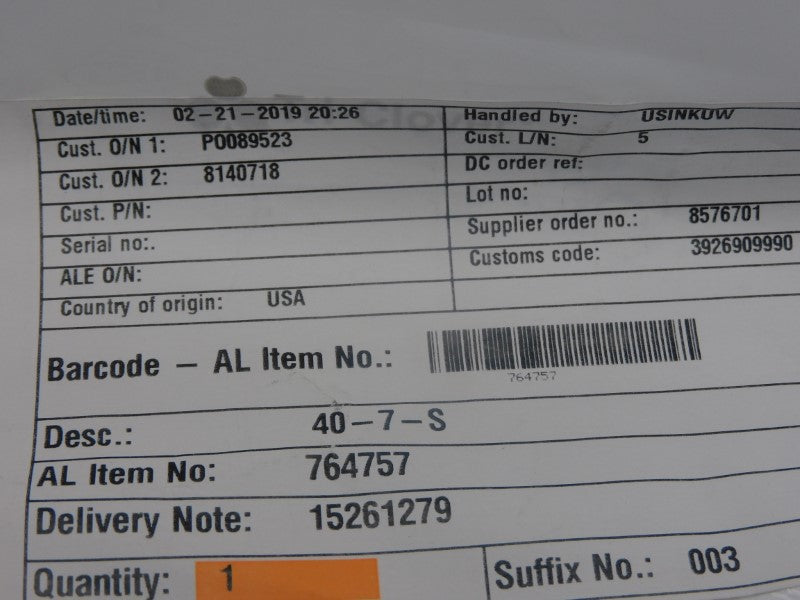 Date/time: 02-21-2019 20:26 Handled by: USINKUW
Cust. O/N 1: P0089523 Cust. L/N: 5
Cust. O/N 2: 8140718 DC order ref:
Cust. P/N: Lot no:
Serial no:. Supplier order no.: 8576701
ALE O/N: Customs code: 3926909990
Country of origin: USA
Barcode - AL Item No.:
764757
Desc.: 40-7-S
AL Item No: 764757
Delivery Note: 15261279
Quantity: 1 Suffix No.: 003